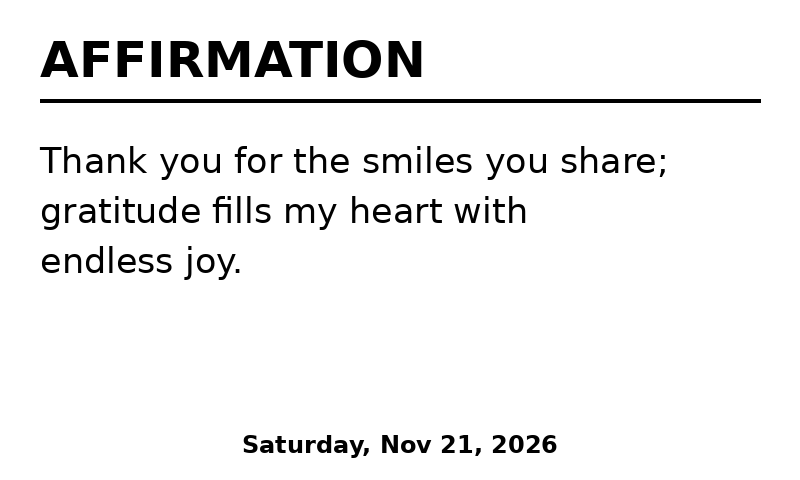 AFFIRMATION
Thank you for the smiles you share;
gratitude fills my heart with
endless joy.
Saturday, Nov 21, 2026